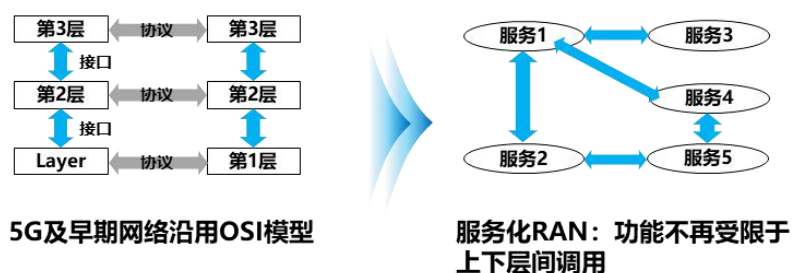 第3层 协议 第3层
接口
第2层 协议 第2层
接口
Layer 协议 第1层
5G及早期网络沿用OSI模型
服务1 服务3
服务4
服务2 服务5
服务化RAN：功能不再受限于
上下层间调用